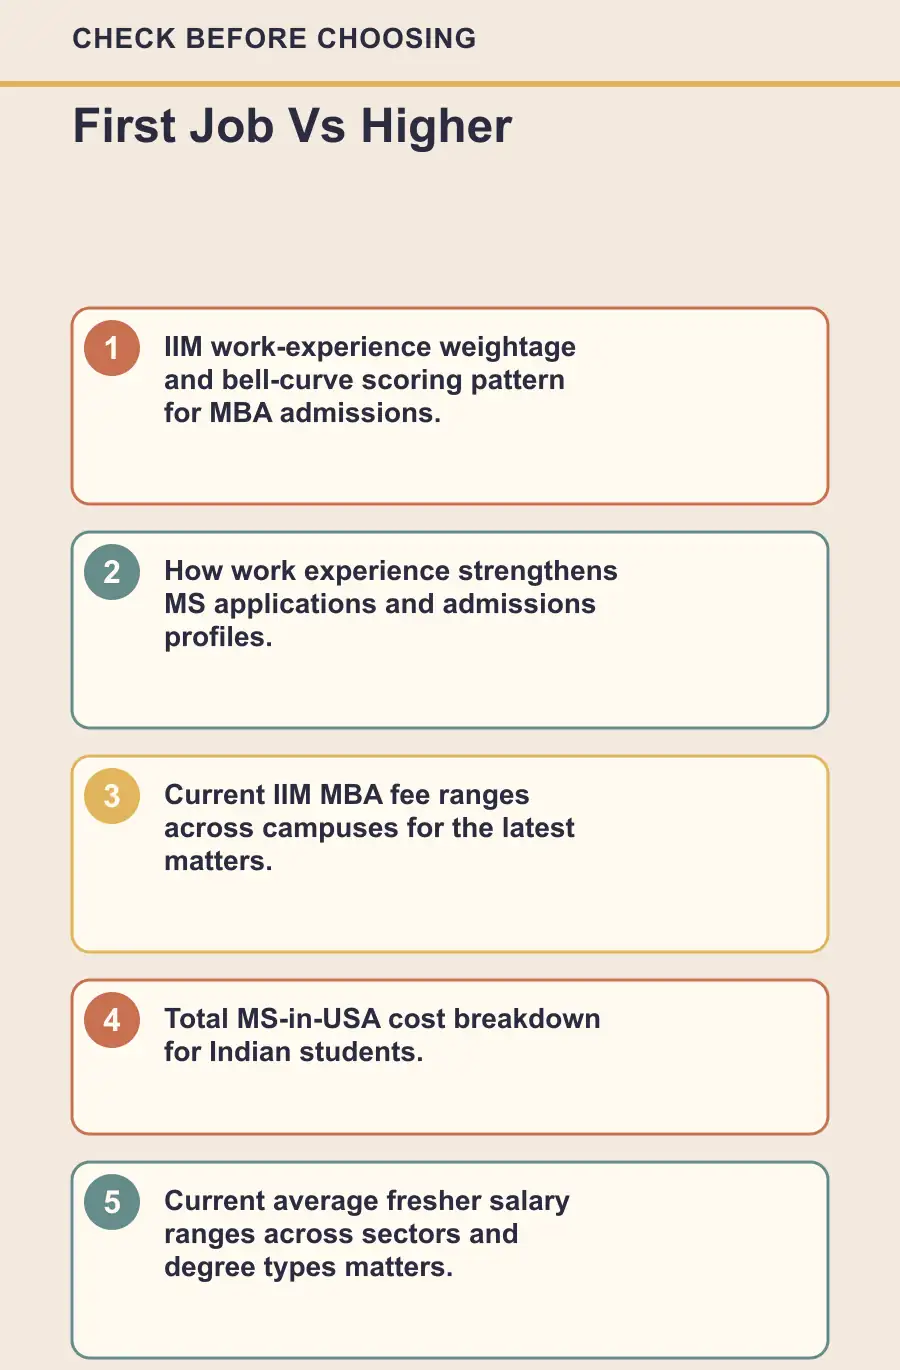 CHECK BEFORE CHOOSING
First Job Vs Higher
1
IIM work-experience weightage
and bell-curve scoring pattern
for MBA admissions.
2
How work experience strengthens
MS applications and admissions
profiles.
3
Current IIM MBA fee ranges
across campuses for the latest
matters.
4
Total MS-in-USA cost breakdown
for Indian students.
5
Current average fresher salary
ranges across sectors and
degree types matters.